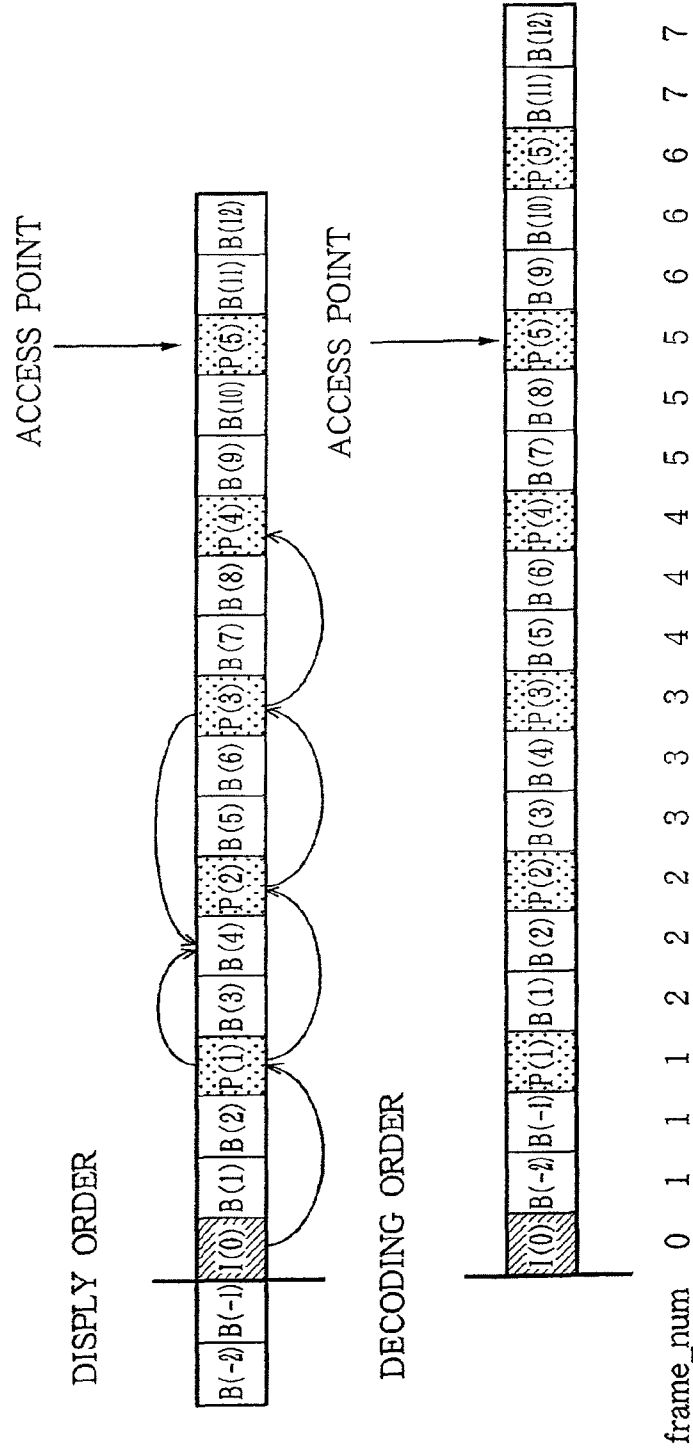 ACCESS POINT
DISPLY ORDER
B(-2) B(-1) I(0) B(1) B(2) P(1) B(3) B(4) P(2) B(5) B(6) P(3) B(7) B(8) P(4) B(9) B(10) P(5) B(11) B(12)
ACCESS POINT
DECODING ORDER
I(0) B(-2) B(-1) P(1) B(1) B(2) P(2) B(3) B(4) P(3) B(5) B(6) P(4) B(7) B(8) P(5) B(9) B(10) P(5) B(11) B(12)
frame_num 0 1 1 1 2 2 2 3 3 3 4 4 4 5 5 5 6 6 6 7 7